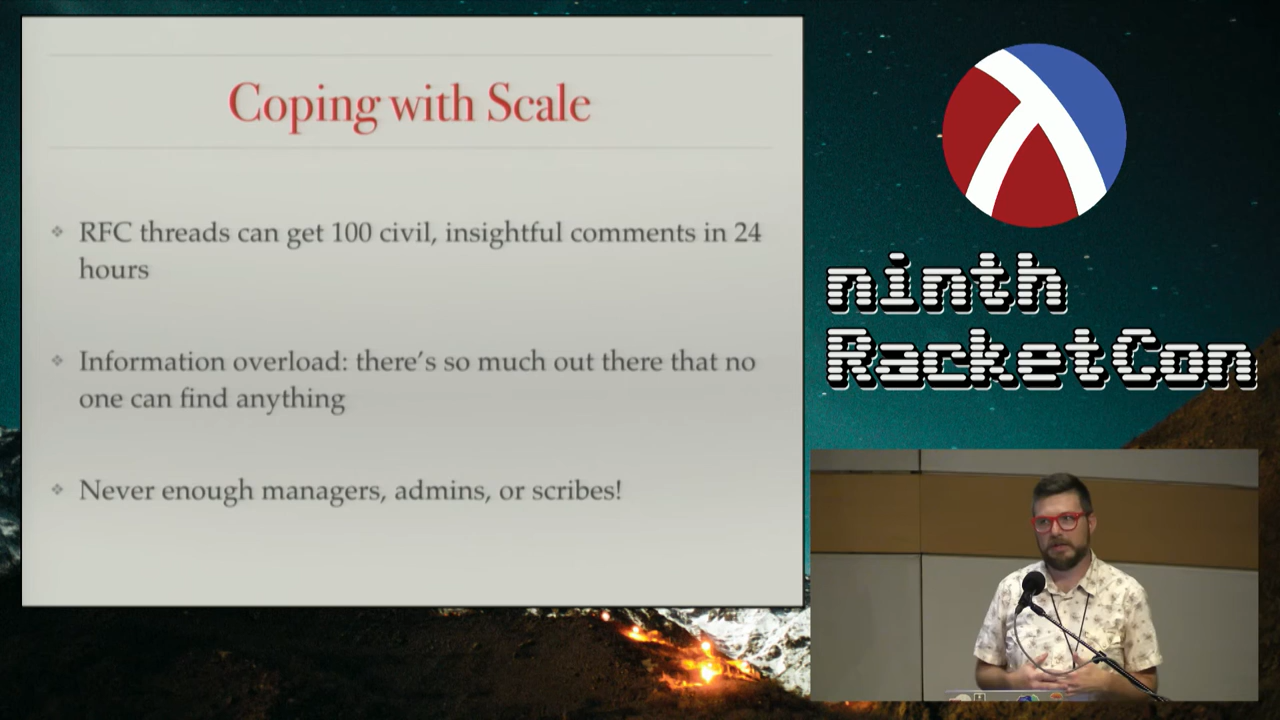 Coping with Scale
❖ RFC threads can get 100 civil, insightful comments in 24
hours
❖ Information overload: there's so much out there that no
one can find anything
❖ Never enough managers, admins, or scribes!
ninth
RacketCon